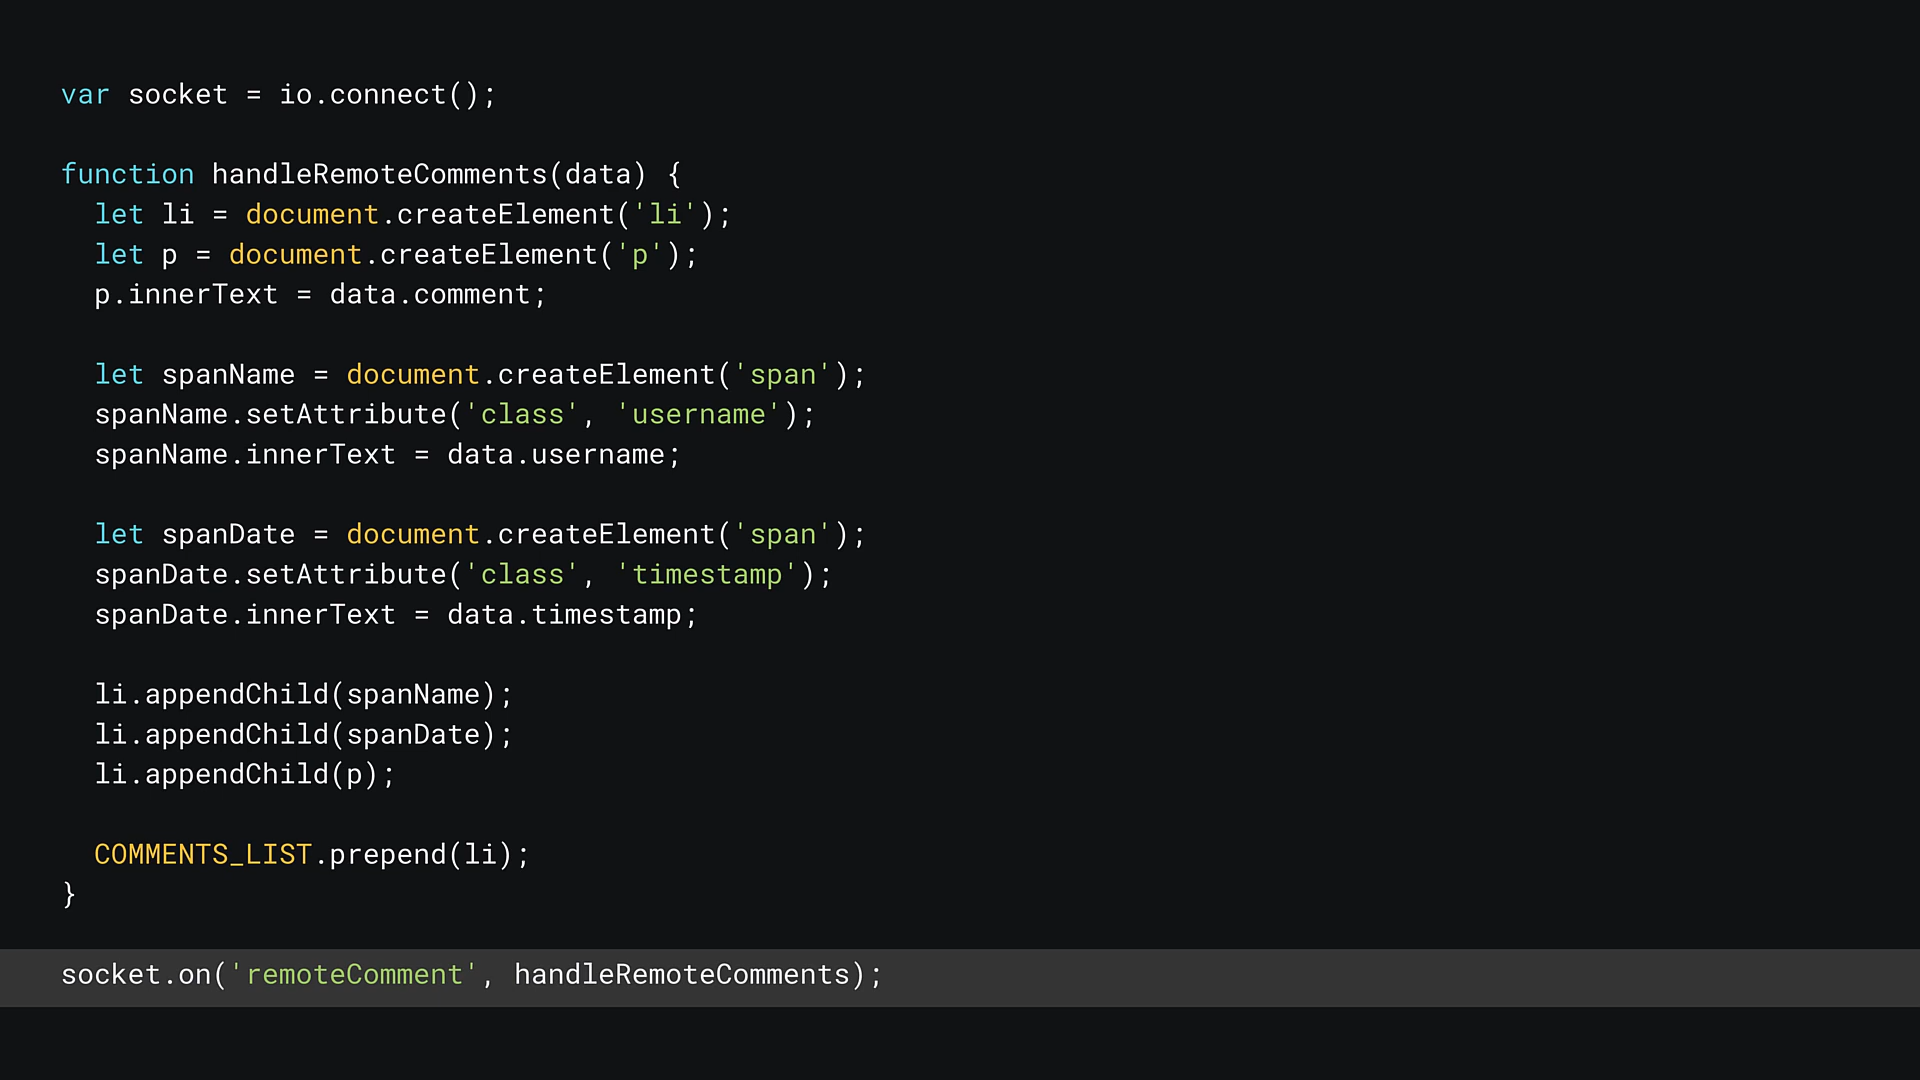 var socket = io.connect();
function handleRemoteComments(data) {
let li = document.createElement('li');
let p = document.createElement('p');
p.innerText = data.comment;
let spanName = document.createElement('span');
spanName.setAttribute('class', 'username');
spanName.innerText = data.username;
let spanDate = document.createElement('span');
spanDate.setAttribute('class', 'timestamp');
spanDate.innerText = data.timestamp;
li.appendChild(spanName);
li.appendChild(spanDate);
li.appendChild(p);
COMMENTS_LIST.prepend(li);
}
socket.on('remoteComment', handleRemoteComments);